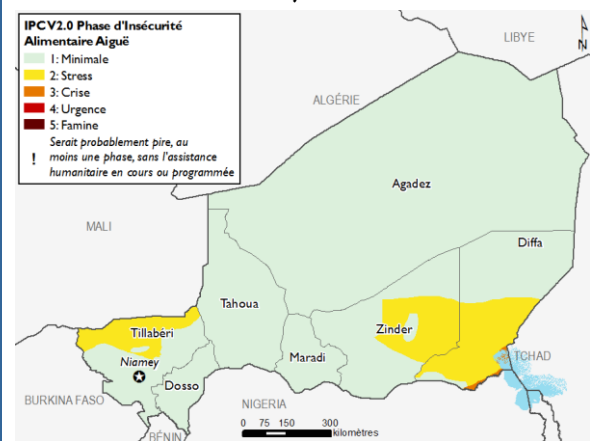 IPC V2.0 Phase d'Insécurité
Alimentaire Aiguë
1: Minimale
2: Stress
3: Crise
4: Urgence
5: Famine
! Serait probablement pire, au
moins une phase, sans l'assistance
humanitaire en cours ou programmée
LIBYE
N
ALGÉRIE
Agadez
MALI
Diffa
Tahoua
Zinder
Tillabéri
Niamey
Maradi
TCHAD
Dosso
BURKINA FASO
NIGERIA
BÉNIN
0 75 150 300
kilomètres